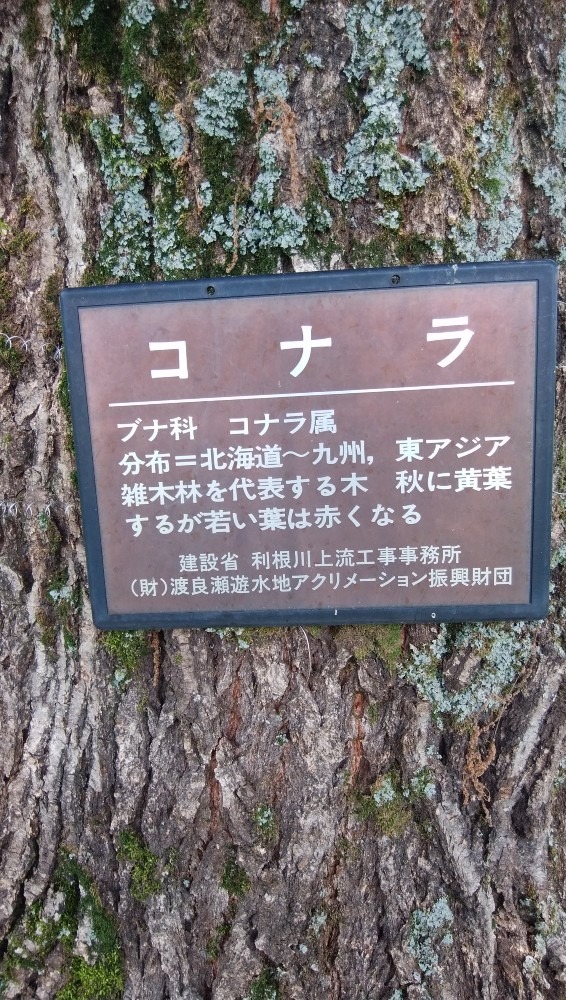 コナラ
ブナ科 コナラ属
分布＝北海道～九州，東アジア
雑木林を代表する木 秋に黄葉
するが若い葉は赤くなる
建設省 利根川上流工事事務所
（財）渡良瀬遊水地アクリメーション振興財団